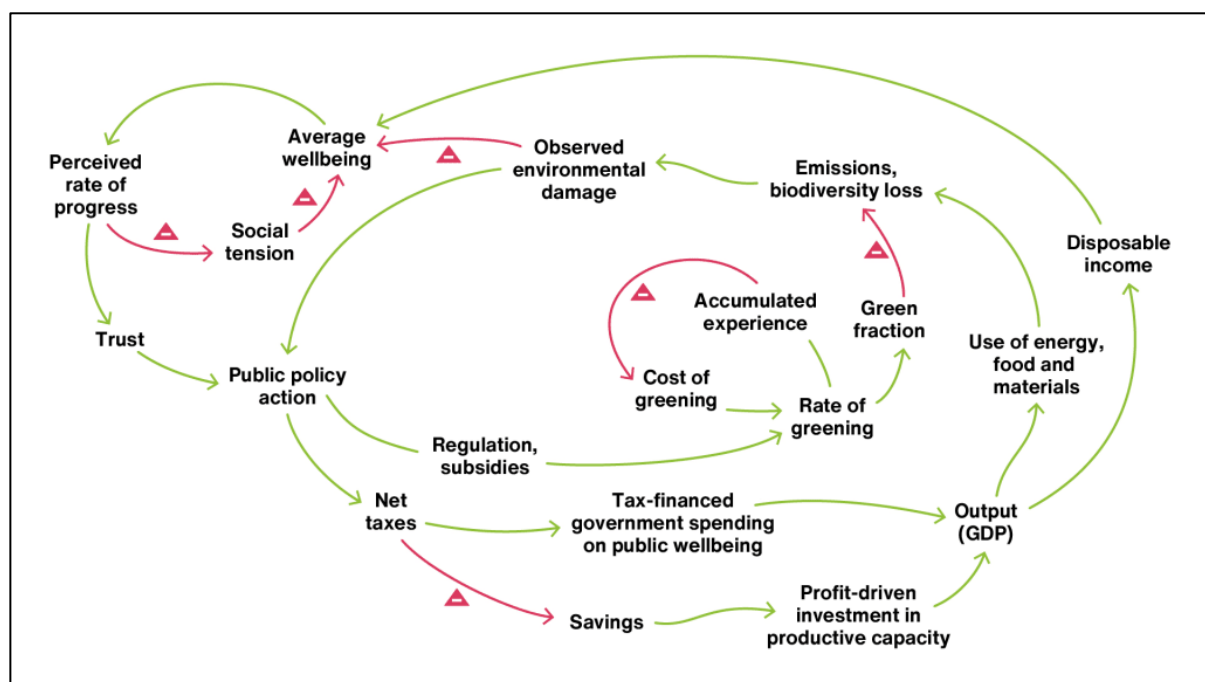 Average
wellbeing
Perceived
rate of
progress
Observed
environmental
damage
Emissions,
biodiversity loss
Social
tension
Disposable
income
Accumulated
experience
Green
fraction
Trust
Use of energy,
food and
materials
Public policy
action
Cost of
greening
Rate of
greening
Regulation,
subsidies
Net
taxes
Tax-financed
government spending
on public wellbeing
Output
(GDP)
Savings
Profit-driven
investment in
productive capacity